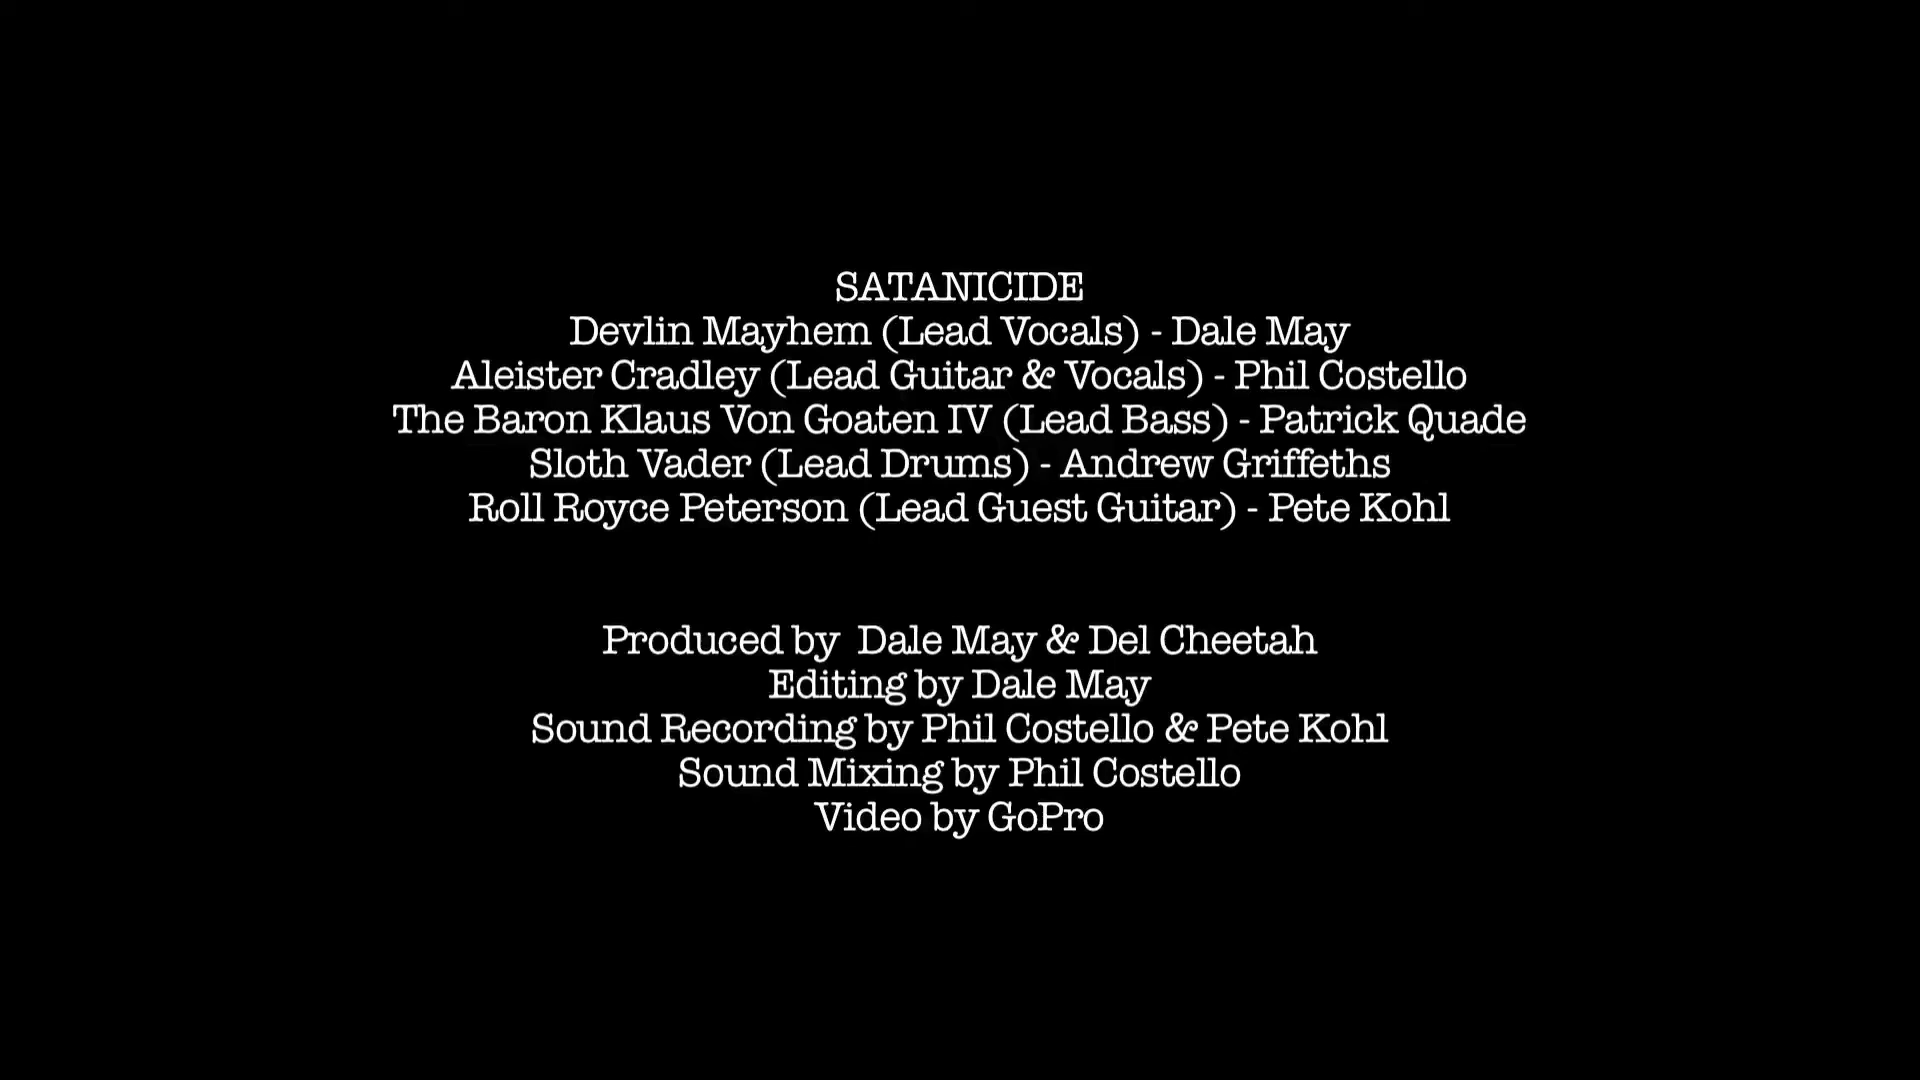 SATANICIDE
Devlin Mayhem (Lead Vocals) - Dale May
Aleister Cradley (Lead Guitar & Vocals) - Phil Costello
The Baron Klaus Von Goaten IV (Lead Bass) - Patrick Quade
Sloth Vader (Lead Drums) - Andrew Griffeths
Roll Royce Peterson (Lead Guest Guitar) - Pete Kohl
Produced by  Dale May & Del Cheetah
Editing by Dale May
Sound Recording by Phil Costello & Pete Kohl
Sound Mixing by Phil Costello
Video by GoPro